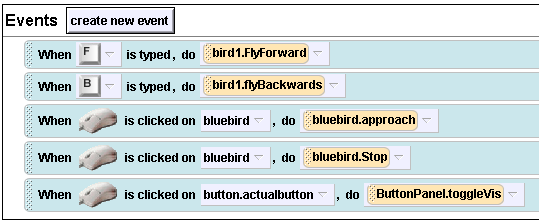 Events create new event
When F is typed, do bird1.FlyForward
When B is typed, do bird1.flyBackwards
When is clicked on bluebird , do bluebird.approach
When is clicked on bluebird , do bluebird.Stop
When is clicked on button.actualbutton , do ButtonPanel.toggleVis